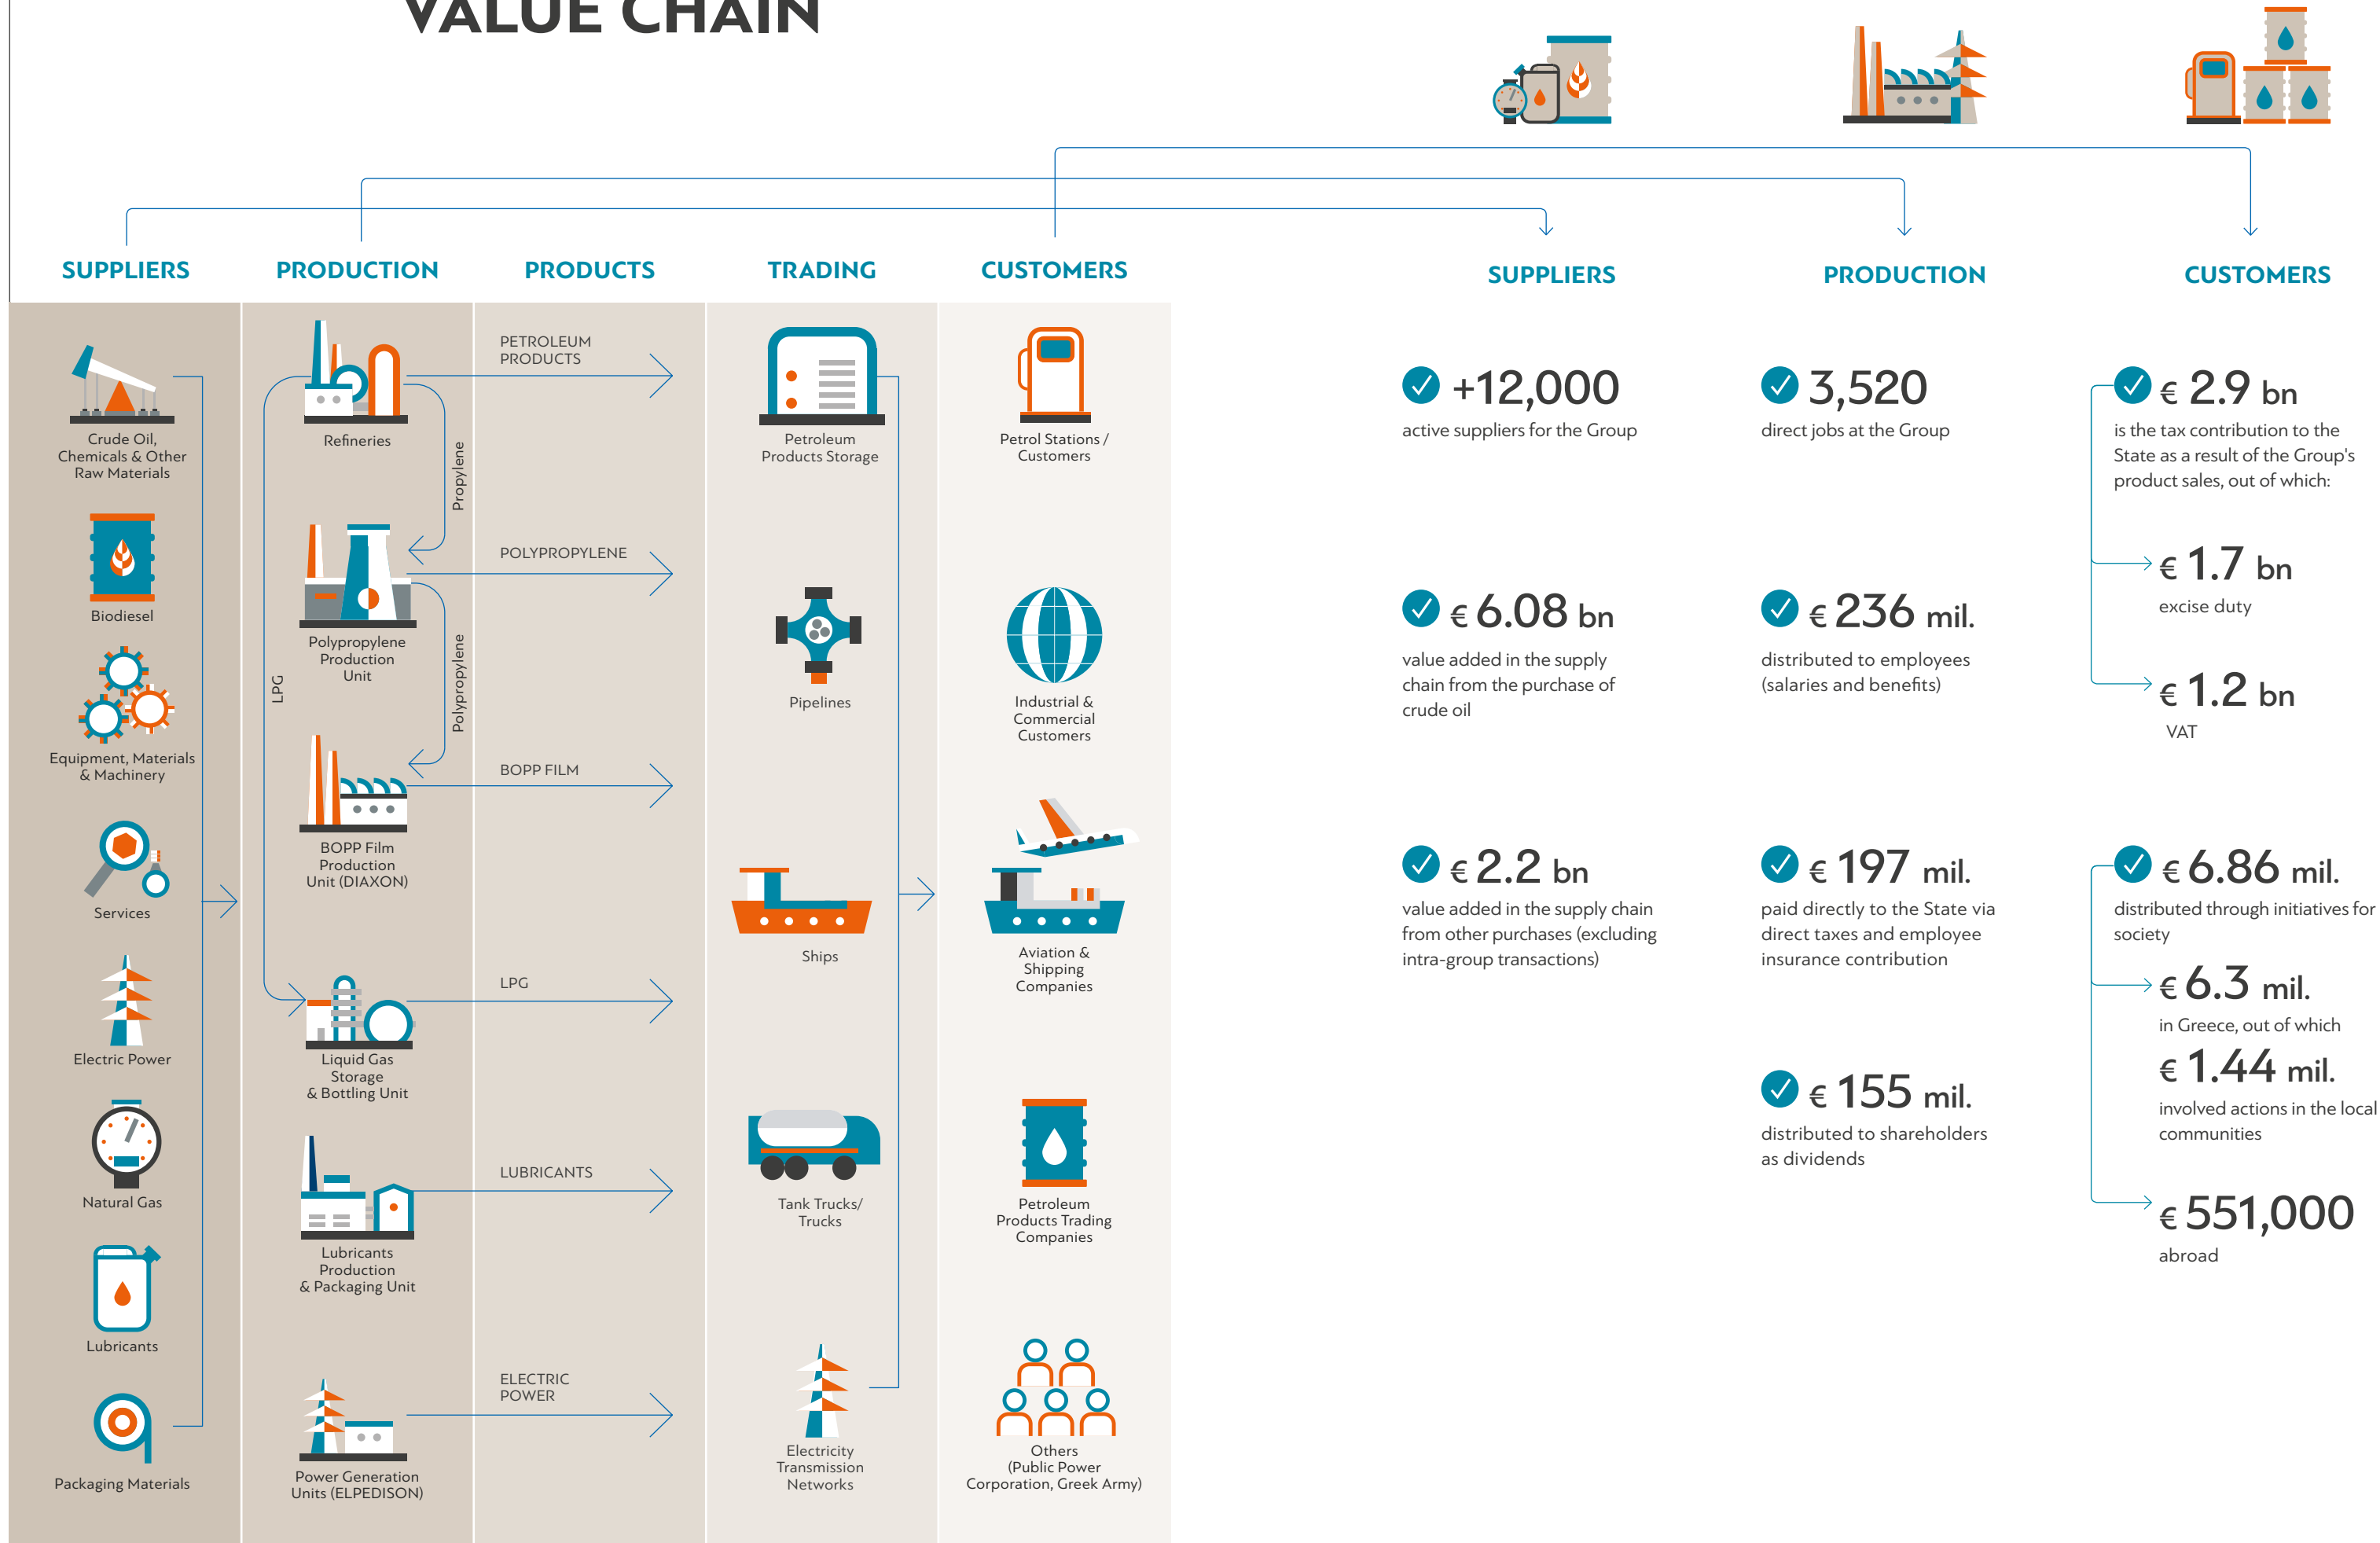 VALUE CHAIN
SUPPLIERS
PRODUCTION
PRODUCTS
TRADING
CUSTOMERS
Crude Oil,
Chemicals & Other
Raw Materials
Biodiesel
Equipment, Materials
& Machinery
Services
Electric Power
Natural Gas
Lubricants
Packaging Materials
Refineries
Propylene
Polypropylene
Production
Unit
Polypropylene
LPG
BOPP Film
Production
Unit (DIAXON)
Liquid Gas
Storage
& Bottling Unit
Lubricants
Production
& Packaging Unit
Power Generation
Units (ELPEDISON)
PETROLEUM
PRODUCTS
POLYPROPYLENE
BOPP FILM
LPG
LUBRICANTS
ELECTRIC
POWER
Petroleum
Products Storage
Pipelines
Ships
Tank Trucks/
Trucks
Electricity
Transmission
Networks
Petrol Stations /
Customers
Industrial &
Commercial
Customers
Aviation &
Shipping
Companies
Petroleum
Products Trading
Companies
Others
(Public Power
Corporation, Greek Army)
SUPPLIERS
+12,000
active suppliers for the Group
€ 6.08 bn
value added in the supply
chain from the purchase of
crude oil
€ 2.2 bn
value added in the supply chain
from other purchases (excluding
intra-group transactions)
PRODUCTION
3,520
direct jobs at the Group
€ 236 mil.
distributed to employees
(salaries and benefits)
€ 197 mil.
paid directly to the State via
direct taxes and employee
insurance contribution
€ 155 mil.
distributed to shareholders
as dividends
CUSTOMERS
€ 2.9 bn
is the tax contribution to the
State as a result of the Group's
product sales, out of which:
€ 1.7 bn
excise duty
€ 1.2 bn
VAT
€ 6.86 mil.
distributed through initiatives for
society
€ 6.3 mil.
in Greece, out of which
€ 1.44 mil.
involved actions in the local
communities
€ 551,000
abroad